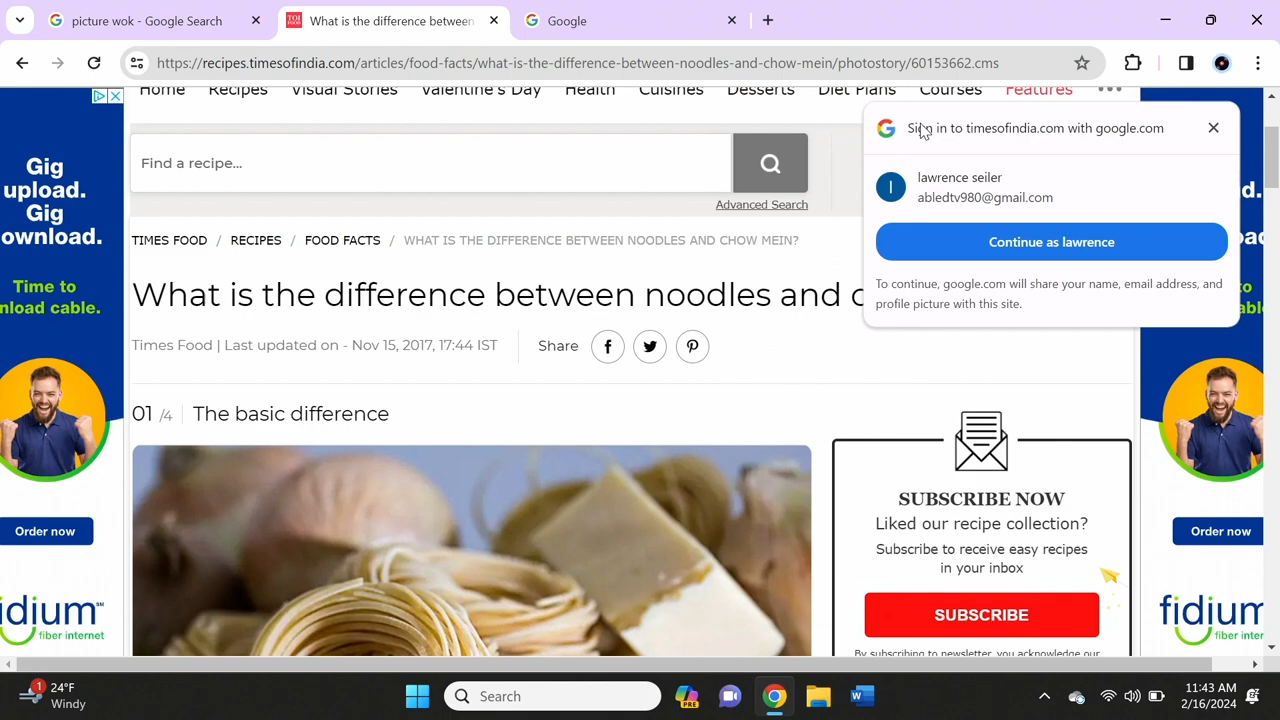 picture wok - Google Search
What is the difference between
Google
https://recipes.timesofindia.com/articles/food-facts/what-is-the-difference-between-noodles-and-chow-mein/photostory/60153662.cms
Home Recipes Visual Stories Valentine's Day Health Cuisines Desserts Diet Plans Courses Features
Sign in to timesofindia.com with google.com
l
lawrence seiler
abledtv980@gmail.com
Continue as lawrence
To continue, google.com will share your name, email address, and
profile picture with this site.
Find a recipe...
Advanced Search
TIMES FOOD / RECIPES / FOOD FACTS / WHAT IS THE DIFFERENCE BETWEEN NOODLES AND CHOW MEIN?
What is the difference between noodles and c
Times Food | Last updated on - Nov 15, 2017, 17:44 IST
Share
01 /4 The basic difference
SUBSCRIBE NOW
Liked our recipe collection?
Subscribe to receive easy recipes
in your inbox
SUBSCRIBE
By subscribing to newsletter, you acknowledge our
Gig
upload.
Gig
ownload.
Time to
nload cable.
Order now
fidium
fiber internet
Order now
fidium
fiber inter
1
24°F
Windy
Search
PRE
11:43 AM
2/16/2024